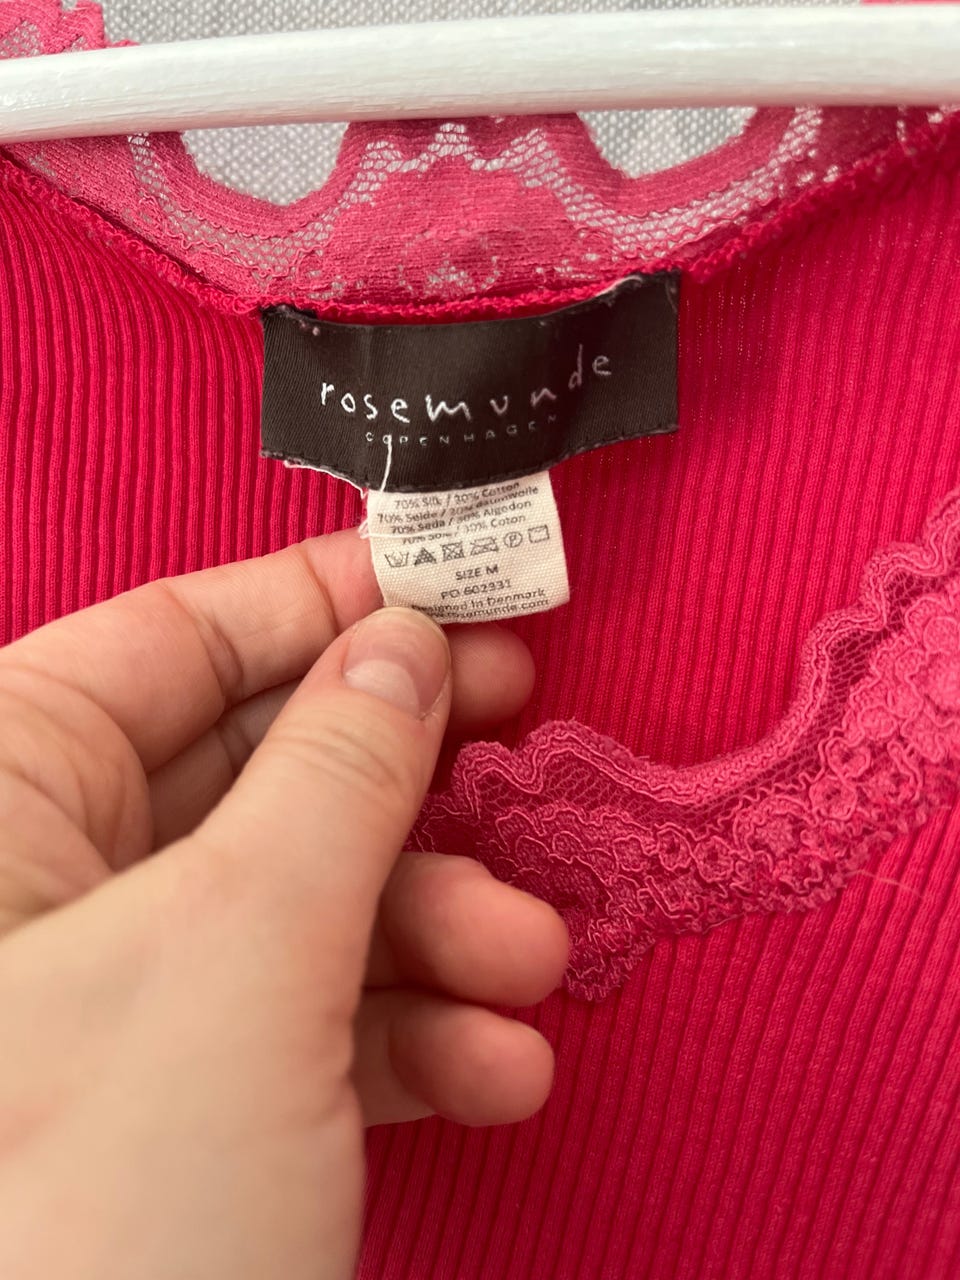 rosemunde
COPENHAGEN
70% Silk / 30% Cotton
70% Seide / 30% Baumwolle
70% Seda / 30% Algodon
70% Soie / 30% Coton
P
SIZE M
PO 602931
Designed in Denmark
www.rosemunde.com